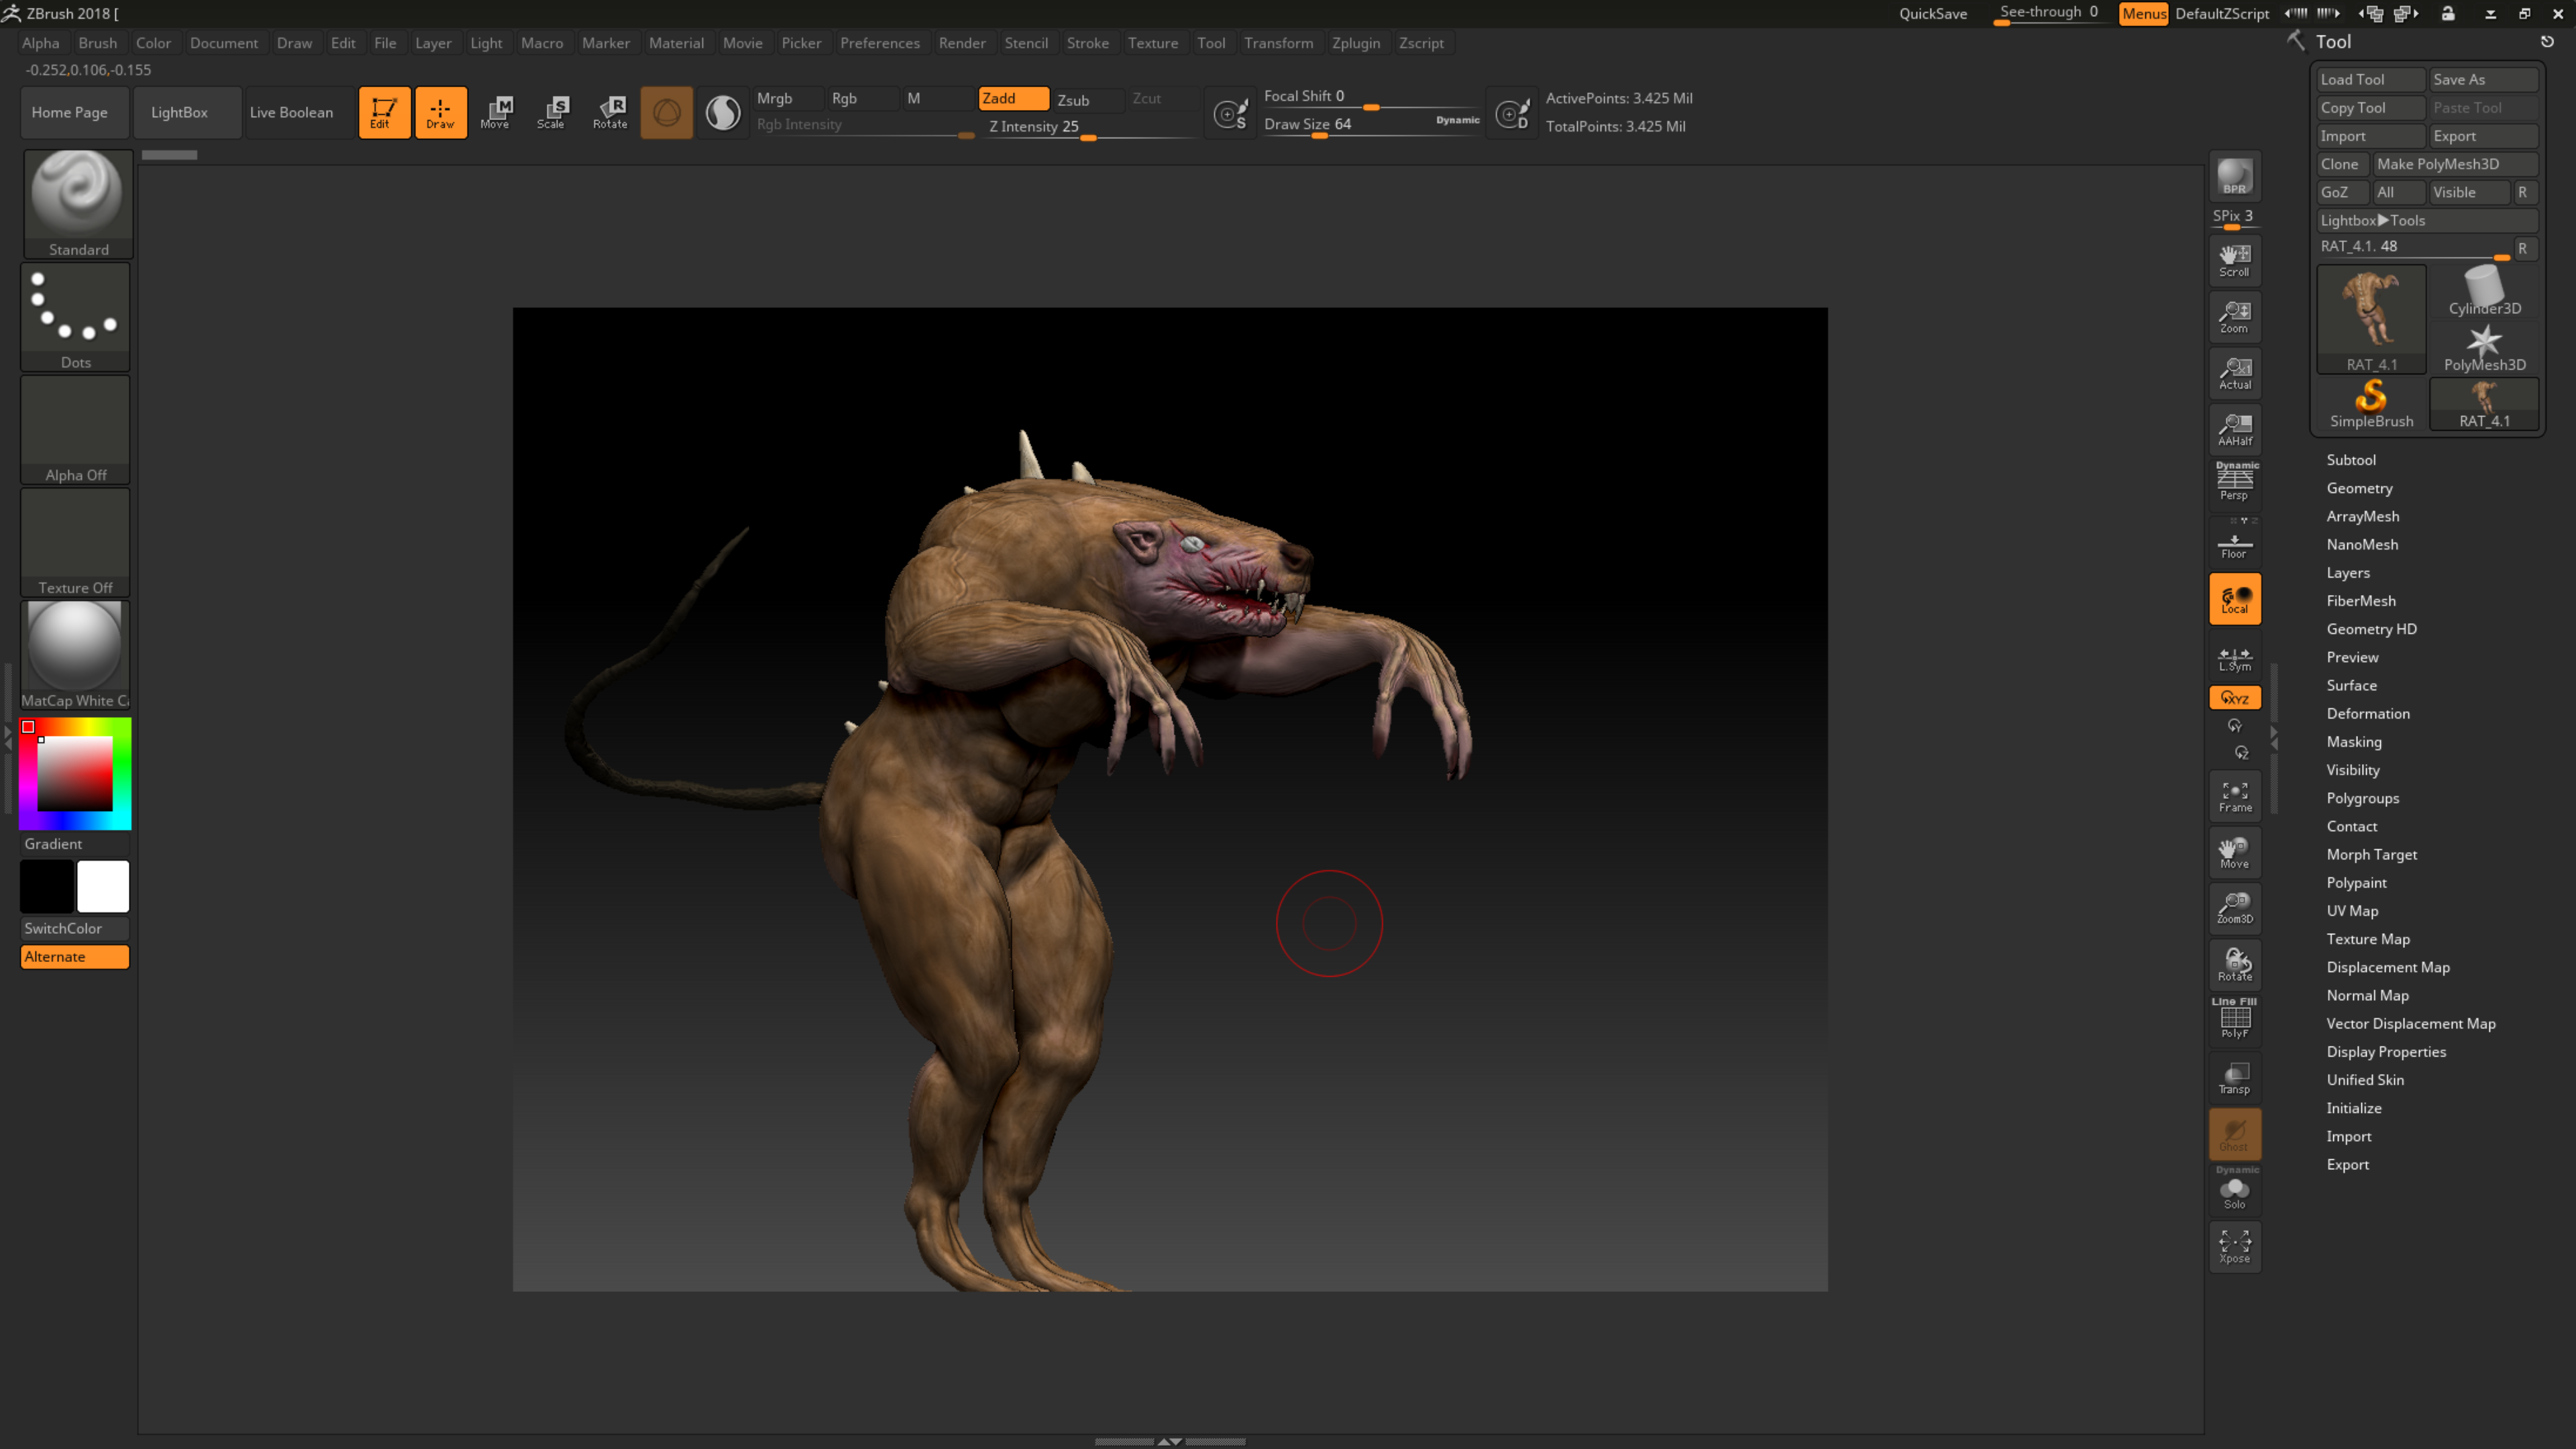 ZBrush 2018 [
QuickSave See-through 0 Menus DefaultZScript
Alpha Brush Color Document Draw Edit File Layer Light Macro Marker Material Movie Picker Preferences Render Stencil Stroke Texture Tool Transform Zplugin Zscript
Tool
-0.252,0.106,-0.155
Home Page LightBox Live Boolean Edit Draw Move Scale Rotate
M S R
Mrgb Rgb M Zadd Zsub Zcut
Rgb Intensity Z Intensity 25
S Focal Shift 0
Draw Size 64 Dynamic
D ActivePoints: 3.425 Mil
TotalPoints: 3.425 Mil
Standard
Dots
Alpha Off
Texture Off
MatCap White Ca
Gradient
SwitchColor
Alternate
BPR
SPix 3
Scroll
Zoom
Actual
AAHalf
Dynamic
Persp
Floor
Local
L.Sym
XYZ
Y
Z
Frame
Move
Zoom3D
Rotate
Line Fill
PolyF
Transp
Ghost
Dynamic
Solo
Xpose
Load Tool Save As
Copy Tool Paste Tool
Import Export
Clone Make PolyMesh3D
GoZ All Visible R
Lightbox▶Tools
RAT_4.1. 48 R
Cylinder3D
RAT_4.1 PolyMesh3D
SimpleBrush RAT_4.1
Subtool
Geometry
ArrayMesh
NanoMesh
Layers
FiberMesh
Geometry HD
Preview
Surface
Deformation
Masking
Visibility
Polygroups
Contact
Morph Target
Polypaint
UV Map
Texture Map
Displacement Map
Normal Map
Vector Displacement Map
Display Properties
Unified Skin
Initialize
Import
Export